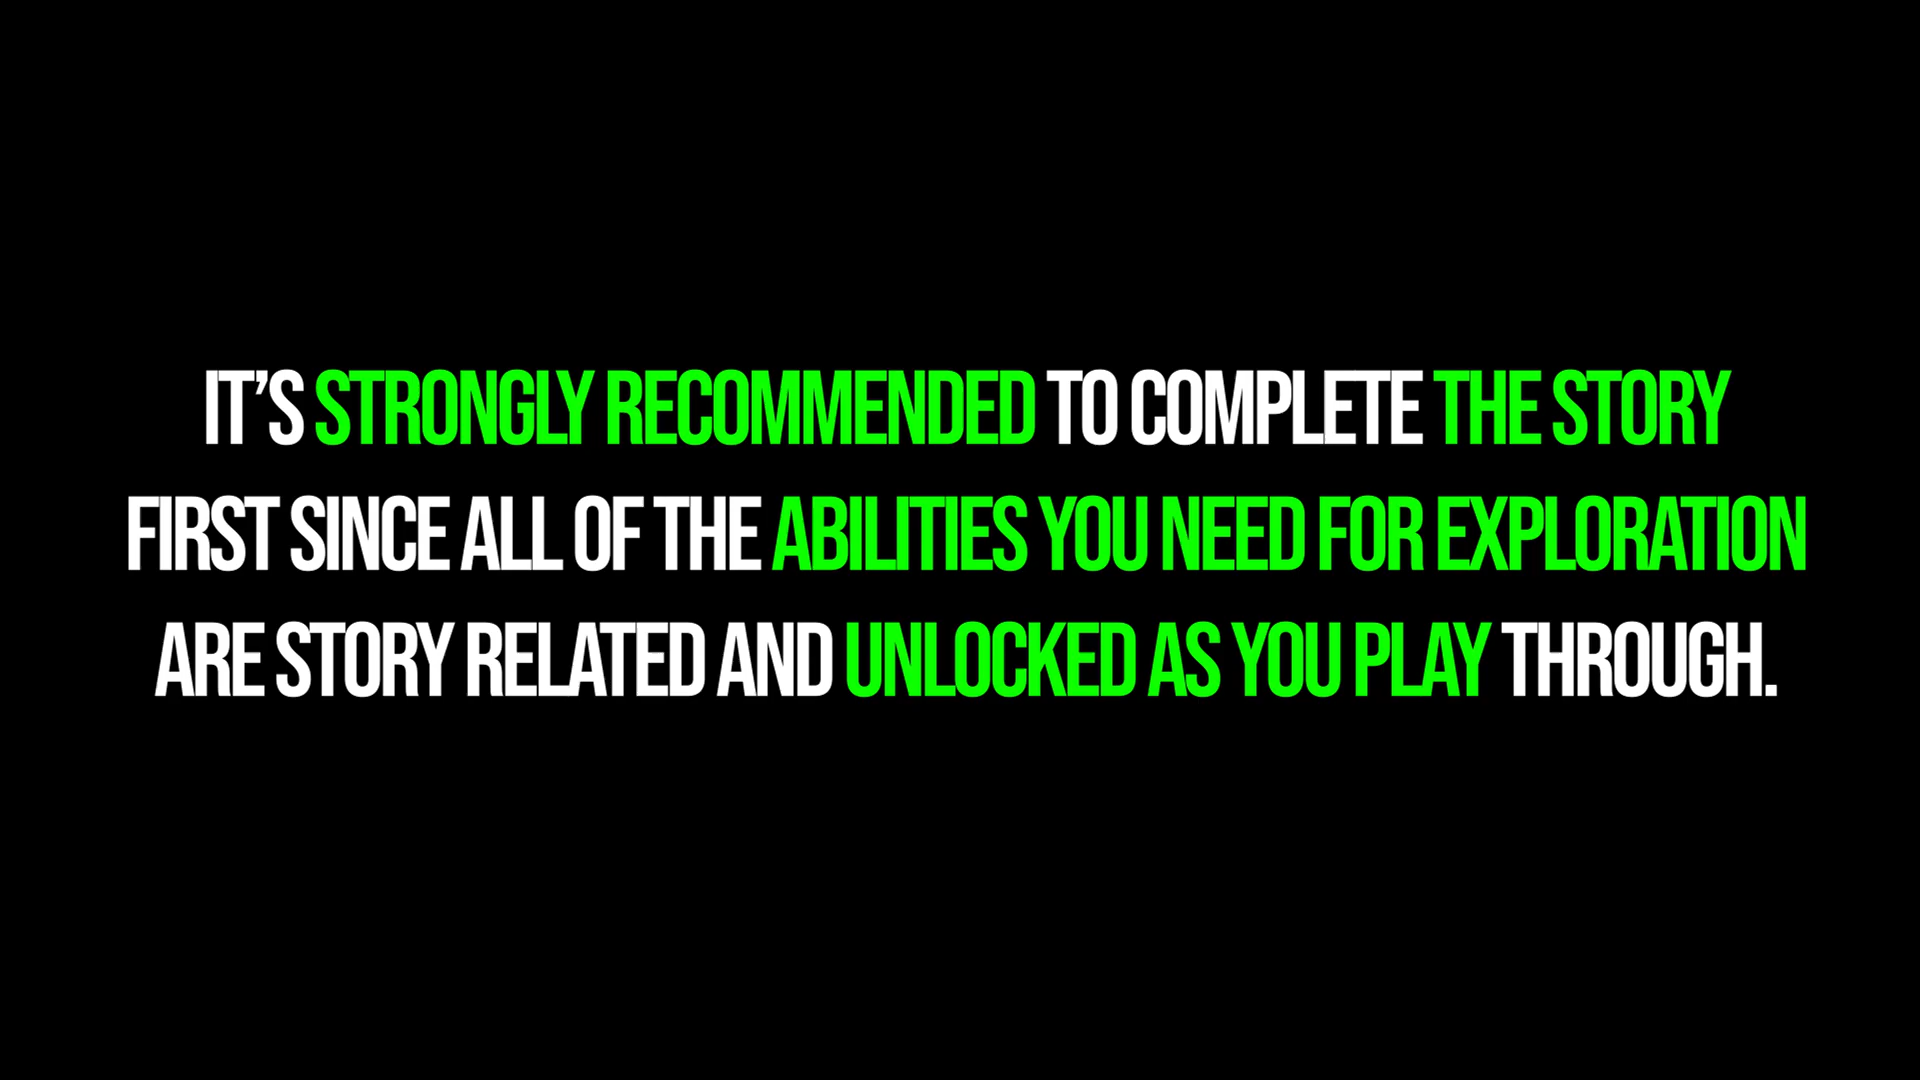 IT’S STRONGLY RECOMMENDED TO COMPLETE THE STORY
FIRST SINCE ALL OF THE ABILITIES YOU NEED FOR EXPLORATION
ARE STORY RELATED AND UNLOCKED AS YOU PLAY THROUGH.